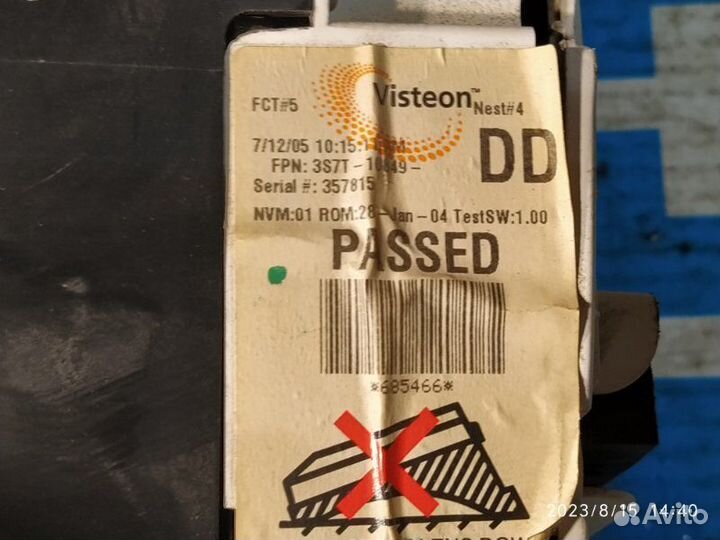 FCT#5
Visteon™
Nest#4
7/12/05 10:15:
DD
FPN: 3S7T-10849-
Serial #: 357815
NVM:01 ROM:28-Jan-04 TestSW:1.00
PASSED
*685466*
2023/8/15 14:40
Avito